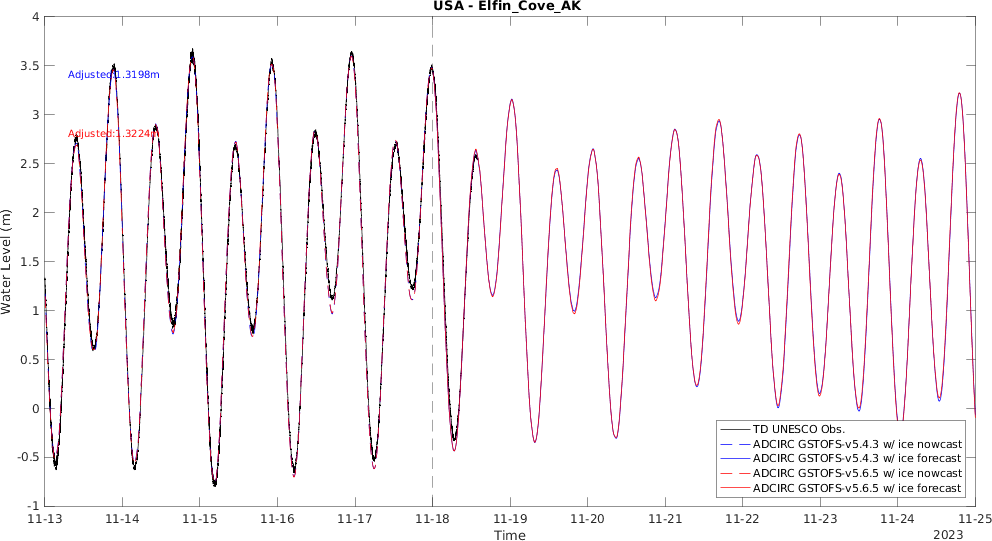 USA - Elfin_Cove_AK
4
3.5
3
2.5
2
1.5
1
0.5
0
-0.5
-1
Water Level (m)
Adjusted:1.3198m
Adjusted:1.3224m
TD UNESCO Obs.
ADCIRC GSTOFS-v5.4.3 w/ ice nowcast
ADCIRC GSTOFS-v5.4.3 w/ ice forecast
ADCIRC GSTOFS-v5.6.5 w/ ice nowcast
ADCIRC GSTOFS-v5.6.5 w/ ice forecast
11-13 11-14 11-15 11-16 11-17 11-18 11-19 11-20 11-21 11-22 11-23 11-24 11-25
Time
2023